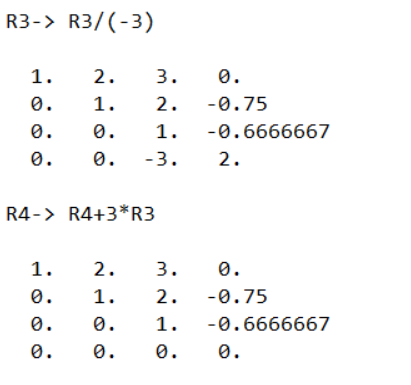 R3-> R3/(-3)
1. 2. 3. 0.
0. 1. 2. -0.75
0. 0. 1. -0.6666667
0. 0. -3. 2.
R4-> R4+3*R3
1. 2. 3. 0.
0. 1. 2. -0.75
0. 0. 1. -0.6666667
0. 0. 0. 0.